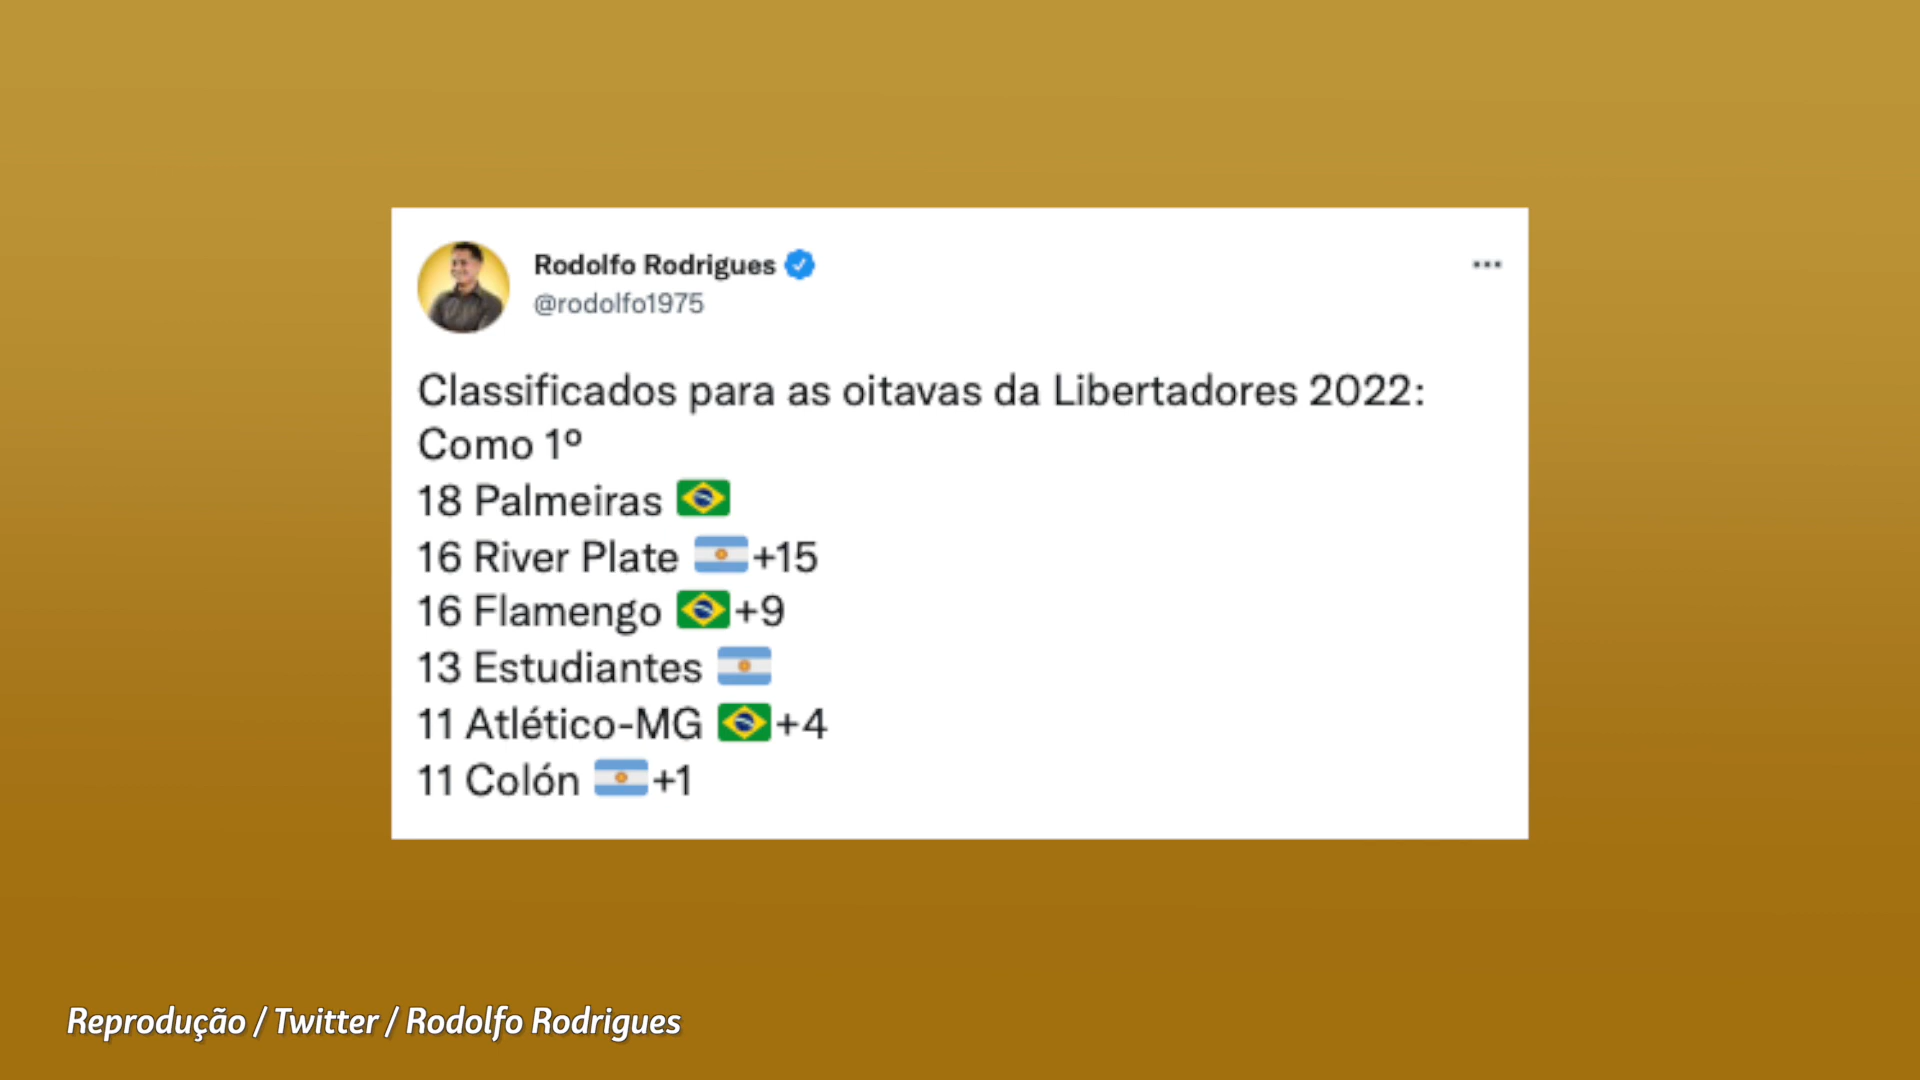 Rodolfo Rodrigues
@rodolfo1975
Classificados para as oitavas da Libertadores 2022:
Como 1º
18 Palmeiras 🇧🇷
16 River Plate 🇦🇷+15
16 Flamengo 🇧🇷+9
13 Estudiantes 🇦🇷
11 Atlético-MG 🇧🇷+4
11 Colón 🇦🇷+1
Reprodução / Twitter / Rodolfo Rodrigues